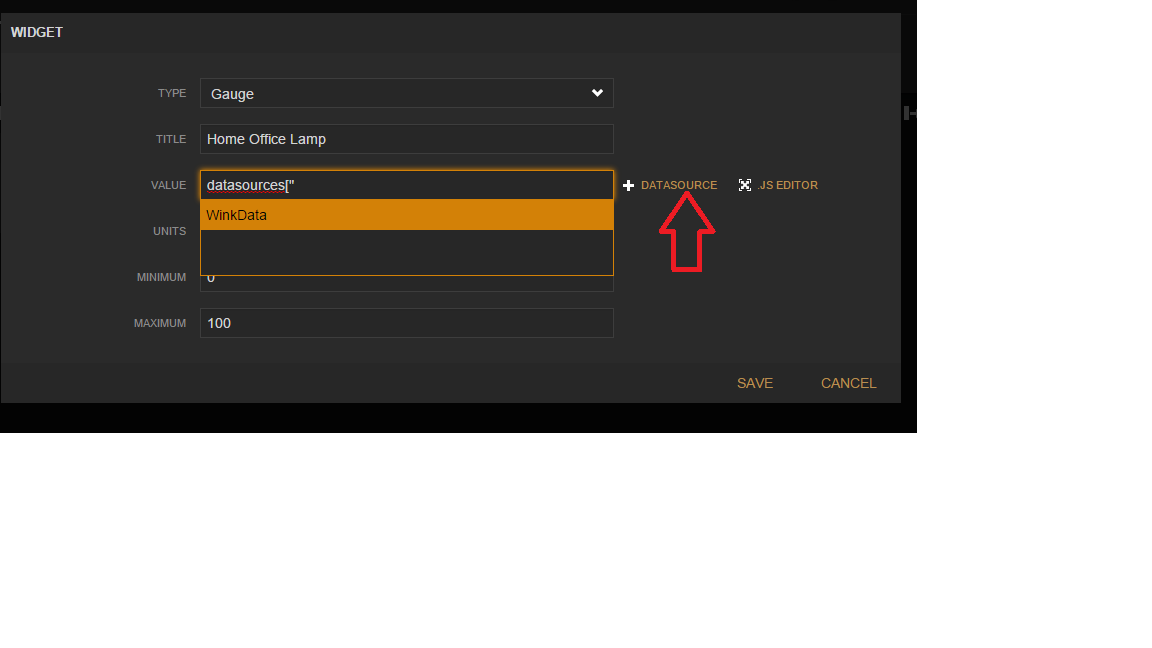 WIDGET
TYPE Gauge
TITLE Home Office Lamp
VALUE datasources[" DATASOURCE .JS EDITOR
WinkData
UNITS
MINIMUM 0
MAXIMUM 100
SAVE CANCEL